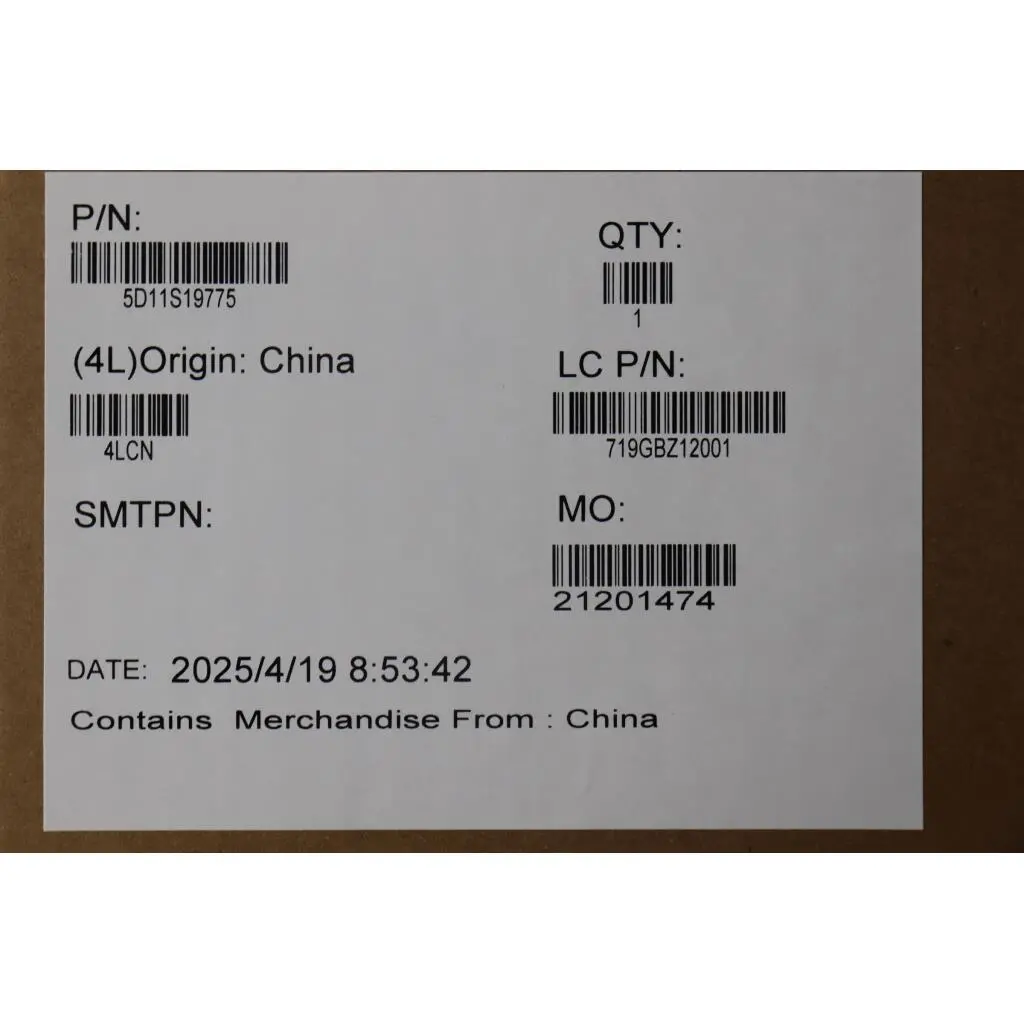 P/N:
5D11S19775
QTY:
1
(4L)Origin: China
4LCN
LC P/N:
719GBZ12001
SMTPN:
MO:
21201474
DATE: 2025/4/19 8:53:42
Contains Merchandise From : China